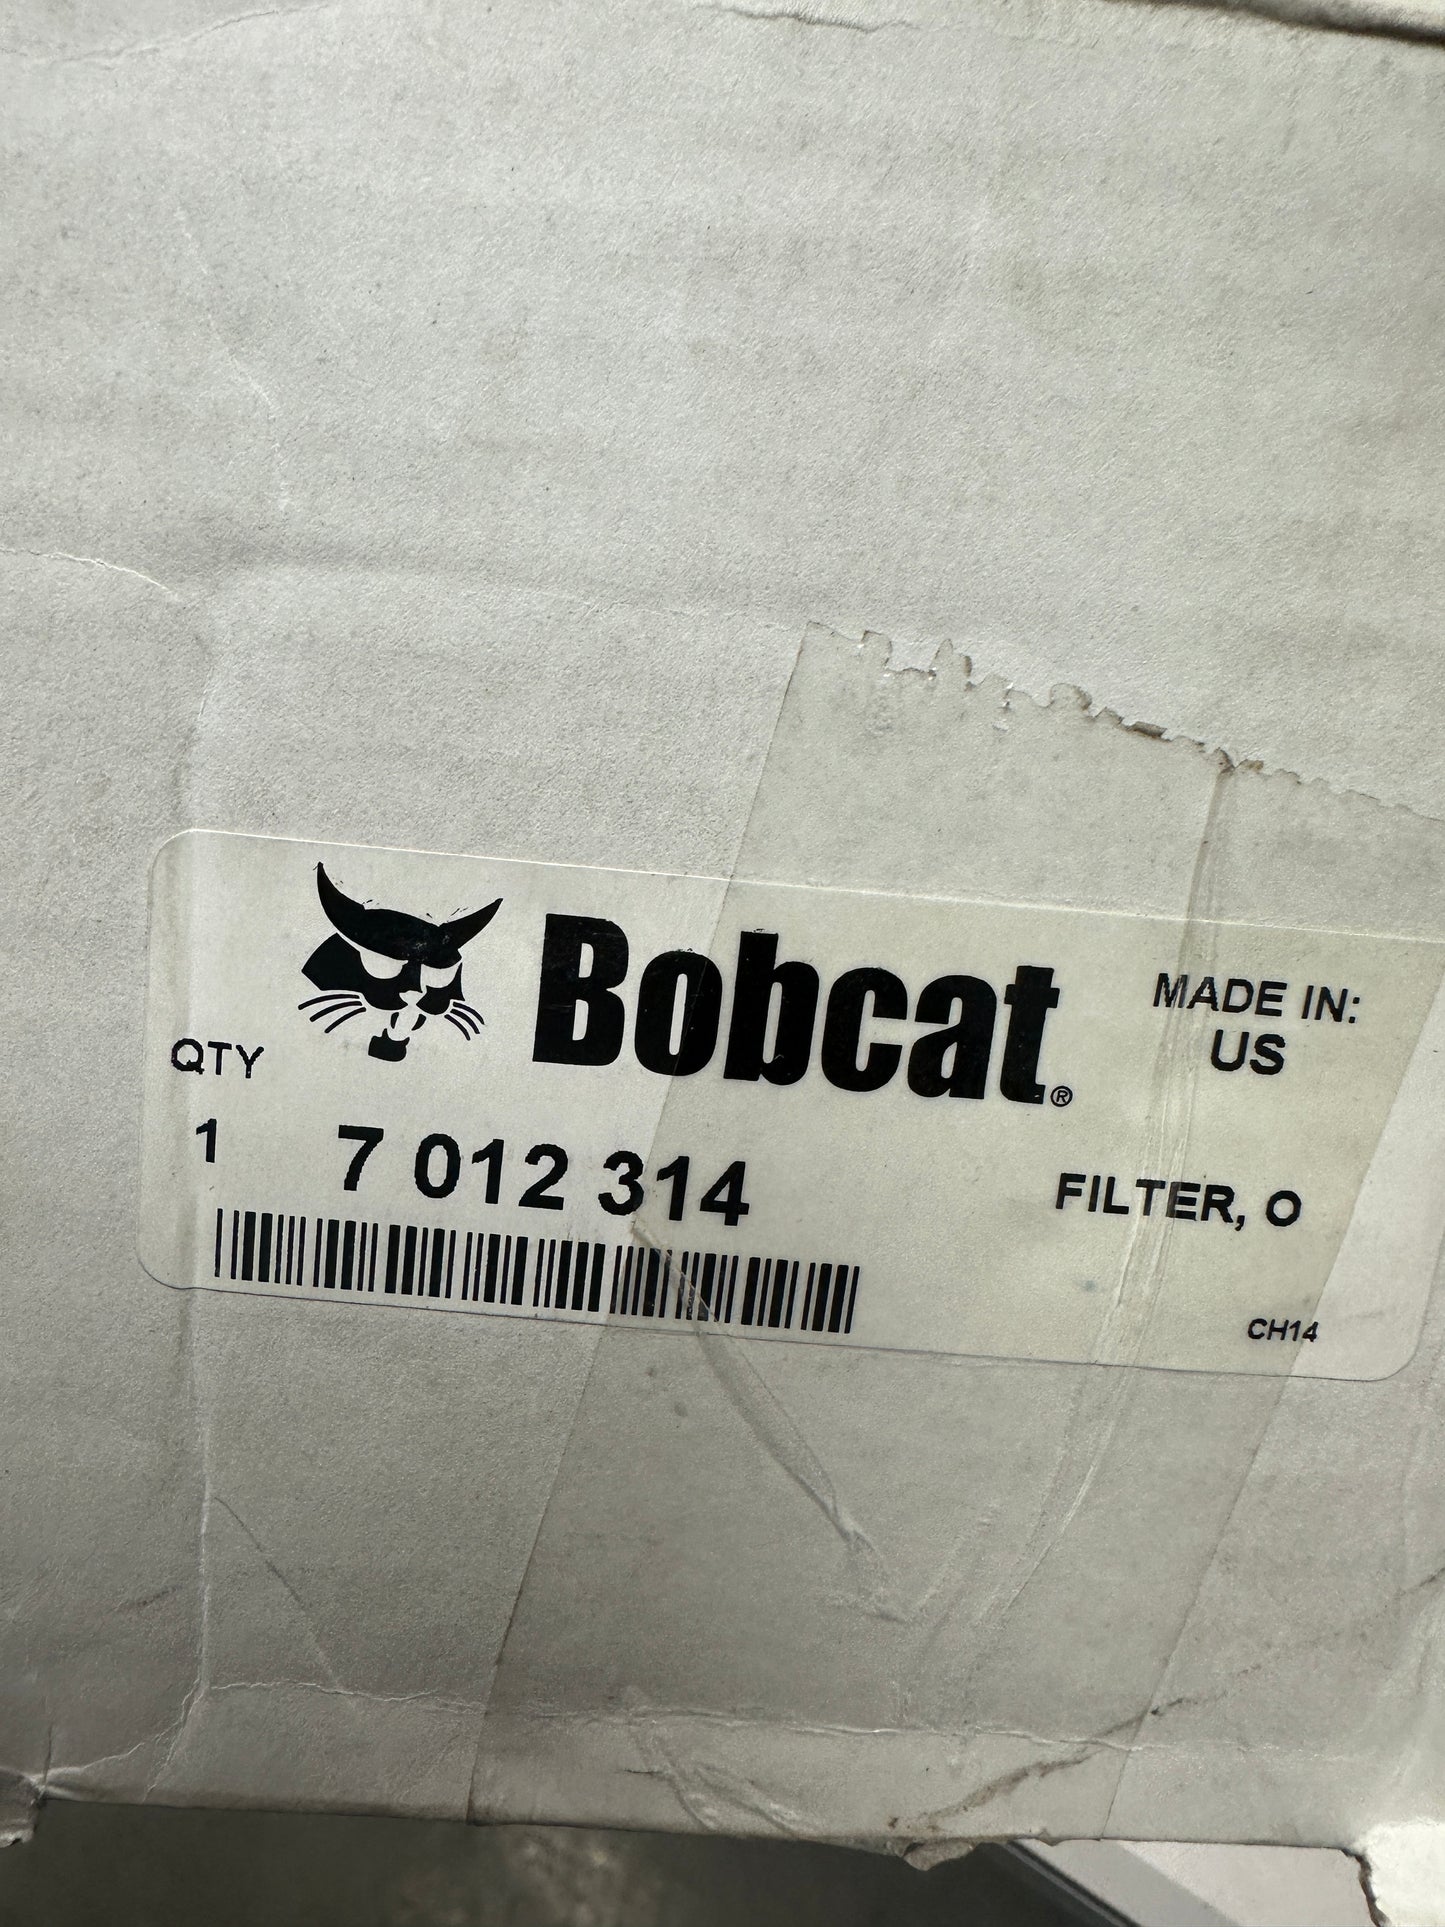 Bobcat®
MADE IN:
US
QTY
1
7 012 314
FILTER, O
CH14